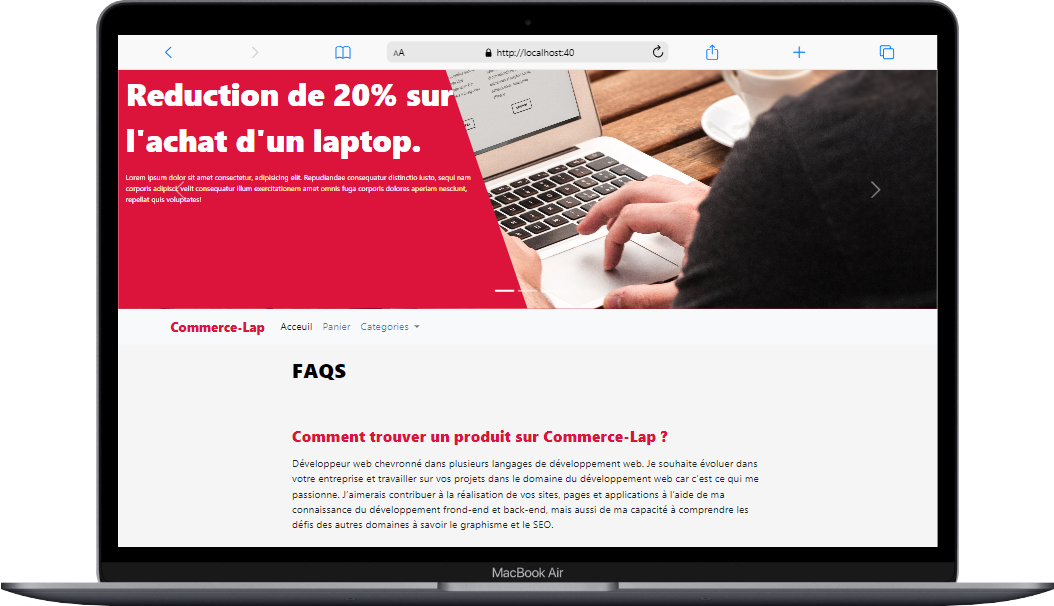 AA
http://localhost:40
Reduction de 20% sur
l'achat d'un laptop.
Lorem ipsum dolor sit amet consectetur, adipisicing elit. Repudiandae consequatur distinctio iusto, sequi nam
corporis adipisci velit consequatur illum exercitationem amet omnis fuga corporis dolores aperiam nesciunt,
repellat quis voluptates!
Commerce-Lap Acceuil Panier Categories
FAQS
Comment trouver un produit sur Commerce-Lap ?
Développeur web chevronné dans plusieurs langages de développement web. Je souhaite évoluer dans
votre entreprise et travailler sur vos projets dans le domaine du développement web car c'est ce qui me
passionne. J'aimerais contribuer à la réalisation de vos sites, pages et applications à l'aide de ma
connaissance du développement frond-end et back-end, mais aussi de ma capacité à comprendre les
défis des autres domaines à savoir le graphisme et le SEO.
MacBook Air